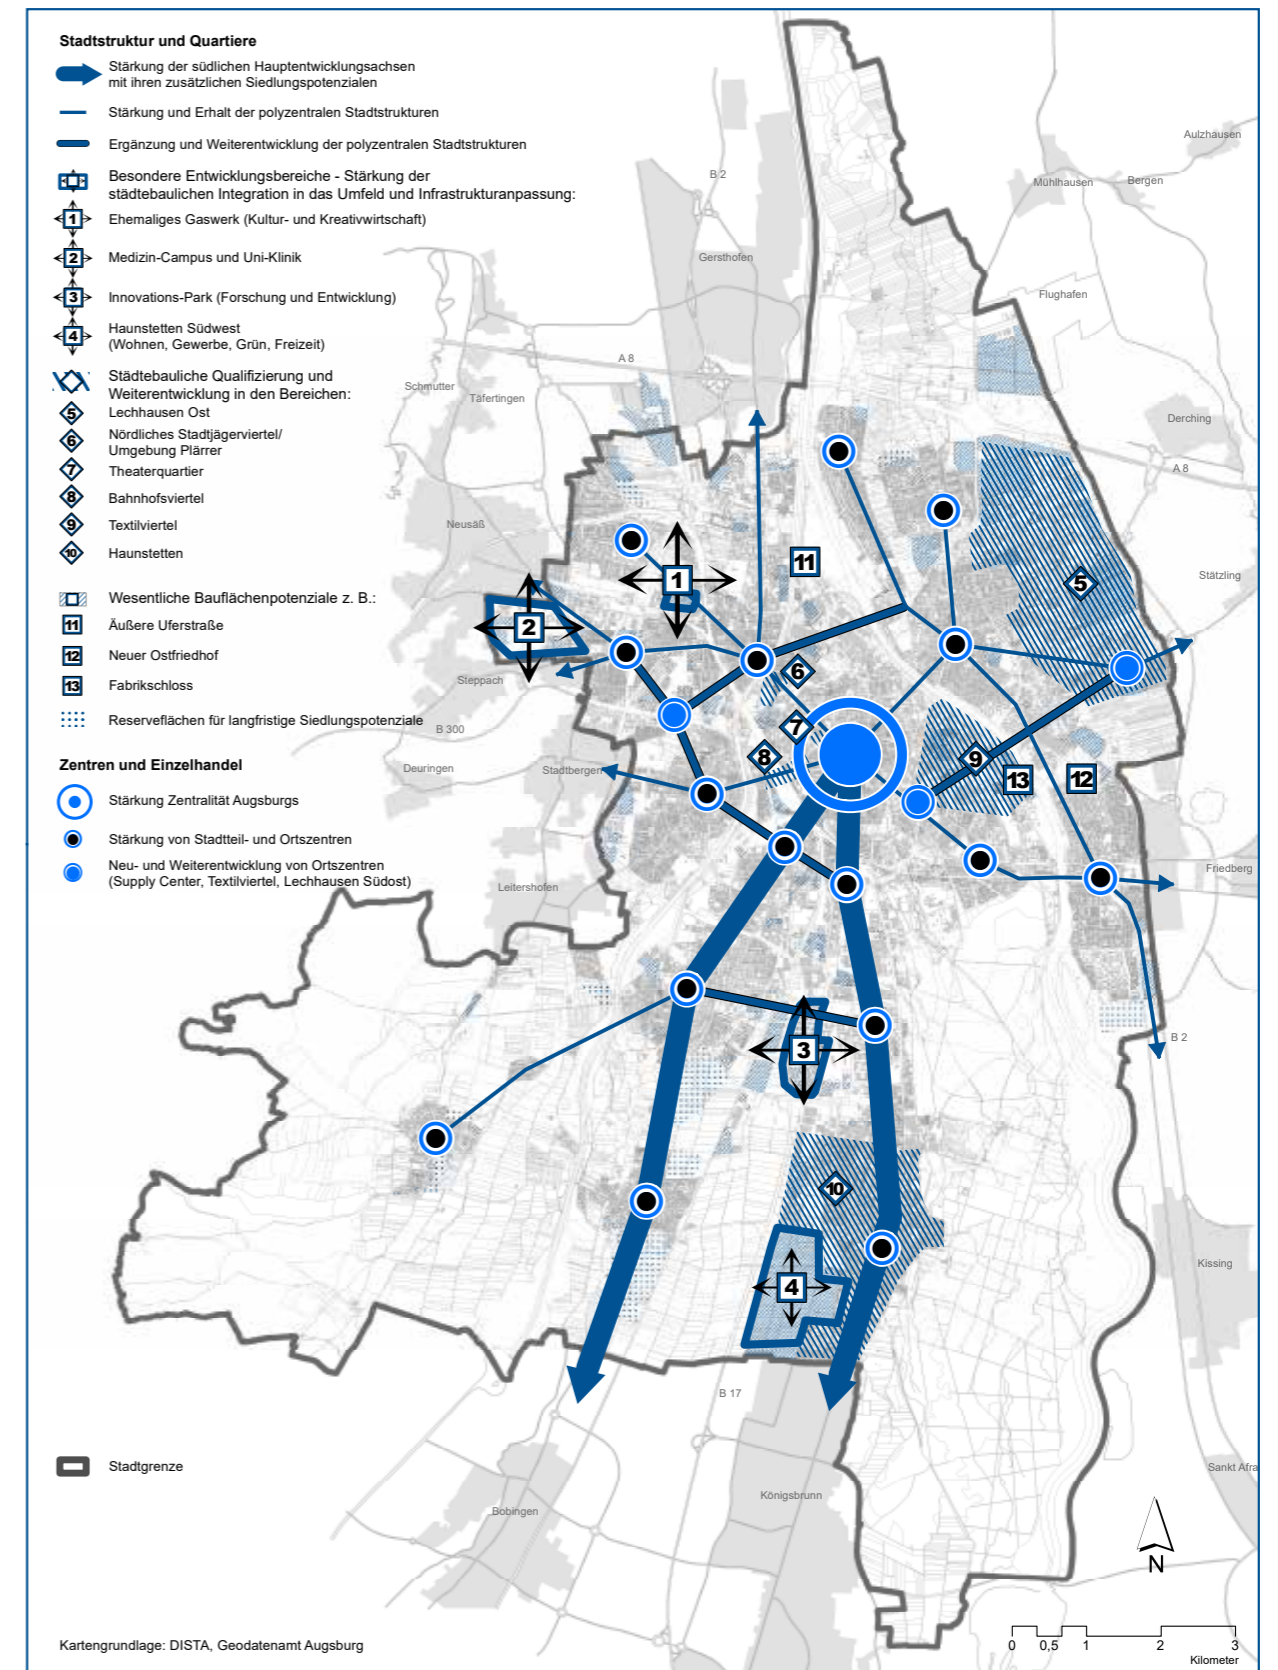 Stadtstruktur und Quartiere
Stärkung der südlichen Hauptentwicklungsachsen
mit ihren zusätzlichen Siedlungspotenzialen
Stärkung und Erhalt der polyzentralen Stadtstrukturen
Ergänzung und Weiterentwicklung der polyzentralen Stadtstrukturen
Besondere Entwicklungsbereiche - Stärkung der
städtebaulichen Integration in das Umfeld und Infrastrukturanpassung:
1 Ehemaliges Gaswerk (Kultur- und Kreativwirtschaft)
2 Medizin-Campus und Uni-Klinik
3 Innovations-Park (Forschung und Entwicklung)
4 Haunstetten Südwest
(Wohnen, Gewerbe, Grün, Freizeit)
Städtebauliche Qualifizierung und
Weiterentwicklung in den Bereichen:
5 Lechhausen Ost
6 Nördliches Stadtjägerviertel/
Umgebung Plärrer
7 Theaterquartier
8 Bahnhofsviertel
9 Textilviertel
10 Haunstetten
Wesentliche Bauflächenpotenziale z. B.:
11 Äußere Uferstraße
12 Neuer Ostfriedhof
13 Fabrikschloss
Reserveflächen für langfristige Siedlungspotenziale
Zentren und Einzelhandel
Stärkung Zentralität Augsburgs
Stärkung von Stadtteil- und Ortszentren
Neu- und Weiterentwicklung von Ortszentren
(Supply Center, Textilviertel, Lechhausen Südost)
Stadtgrenze
Kartengrundlage: DISTA, Geodatenamt Augsburg
Aulzhausen
B 2
Mühlhausen
Bergen
Gersthofen
Flughafen
A 8
Schmutter
Täfertingen
Derching
A 8
Neusäß
11
1
5
Stätzling
2
6
Steppach
7
B 300
8
9
Deuringen
Stadtbergen
13
12
Friedberg
Leitershofen
B 2
3
10
Kissing
4
B 17
Sankt Afra
Königsbrunn
Bobingen
N
0 0,5 1 2 3
Kilometer